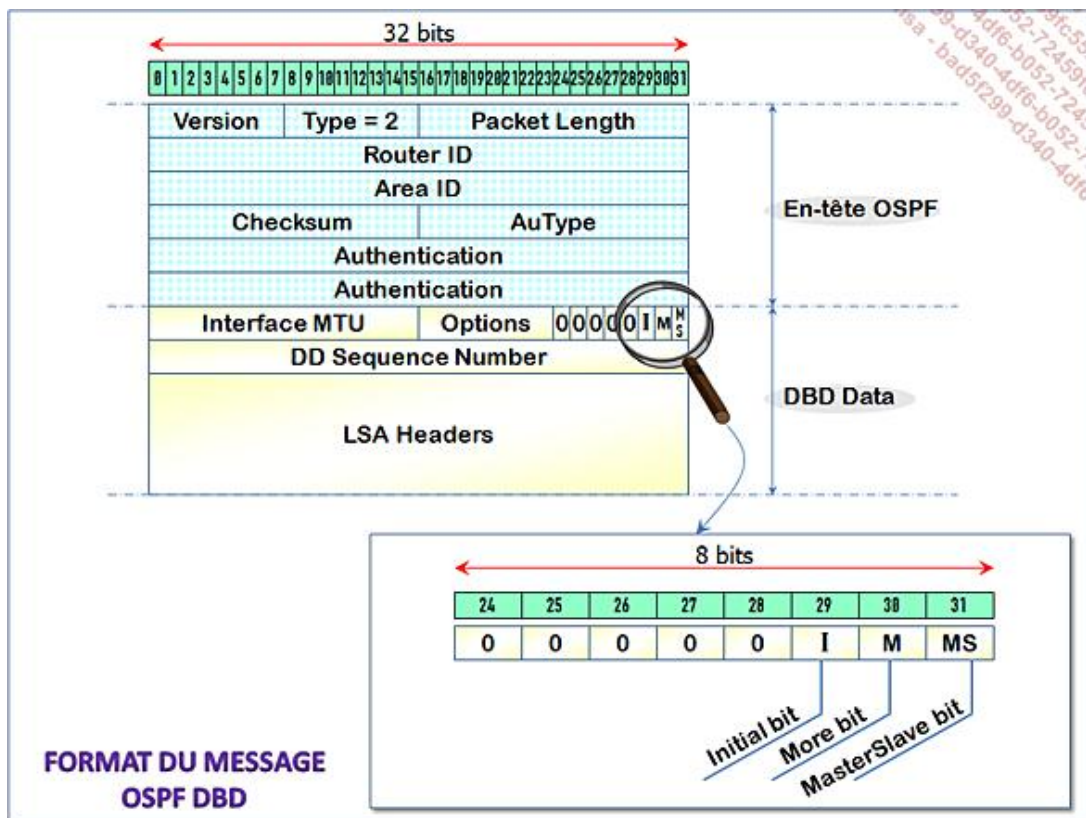 32 bits
0 1 2 3 4 5 6 7 8 9 10 11 12 13 14 15 16 17 18 19 20 21 22 23 24 25 26 27 28 29 30 31
Version Type = 2 Packet Length
Router ID
Area ID
Checksum AuType
Authentication
Authentication
En-tête OSPF
Interface MTU Options 0 0 0 0 0 I M MS
DD Sequence Number
LSA Headers
DBD Data
8 bits
24 25 26 27 28 29 30 31
0 0 0 0 0 I M MS
Initial bit
More bit
MasterSlave bit
FORMAT DU MESSAGE
OSPF DBD